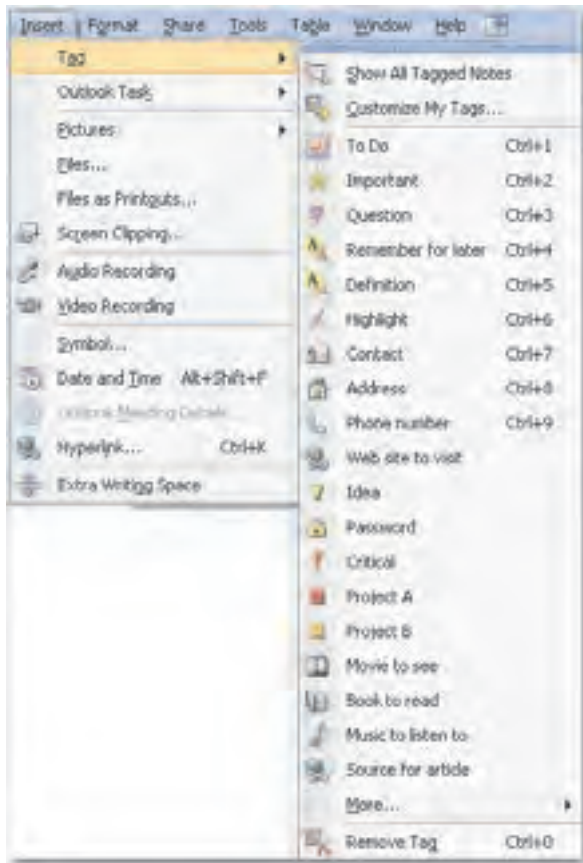 Insert Format Share Tools Table Window Help
Tag
Outlook Task
Pictures
Files...
Files as Printouts...
Screen Clipping...
Audio Recording
Video Recording
Symbol...
Date and Time Alt+Shift+F
Outlook Meeting Details
Hyperlink... Ctrl+K
Extra Writing Space
Show All Tagged Notes
Customize My Tags...
To Do Ctrl+1
Important Ctrl+2
Question Ctrl+3
Remember for later Ctrl+4
Definition Ctrl+5
Highlight Ctrl+6
Contact Ctrl+7
Address Ctrl+8
Phone number Ctrl+9
Web site to visit
Idea
Password
Critical
Project A
Project B
Movie to see
Book to read
Music to listen to
Source for article
More...
Remove Tag Ctrl+0